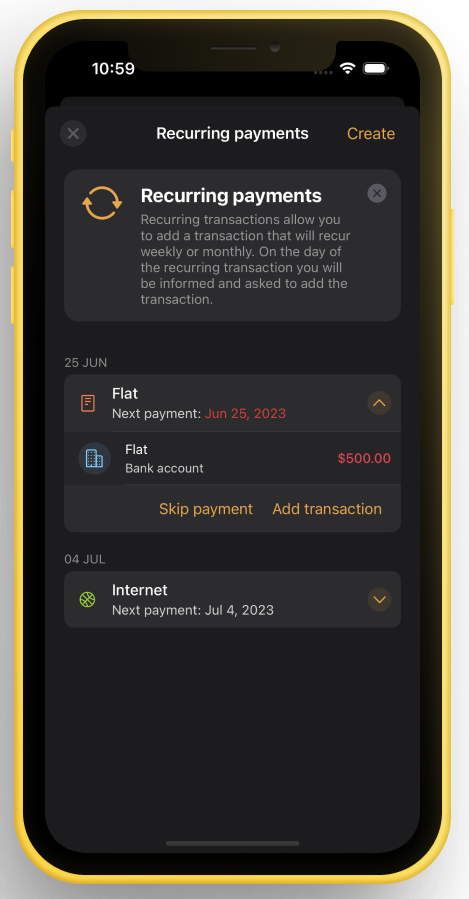 10:59
Recurring payments
Create
Recurring payments
Recurring transactions allow you
to add a transaction that will recur
weekly or monthly. On the day of
the recurring transaction you will
be informed and asked to add the
transaction.
25 JUN
Flat
Next payment: Jun 25, 2023
Flat
$500.00
Bank account
Skip payment Add transaction
04 JUL
Internet
Next payment: Jul 4, 2023